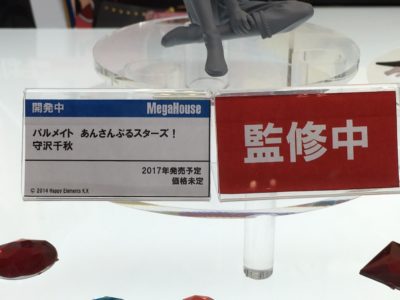 開発中 MegaHouse
パルメイト あんさんぶるスターズ！
守沢千秋
2017年発売予定
価格未定
© 2014 Happy Elements K.K
監修中